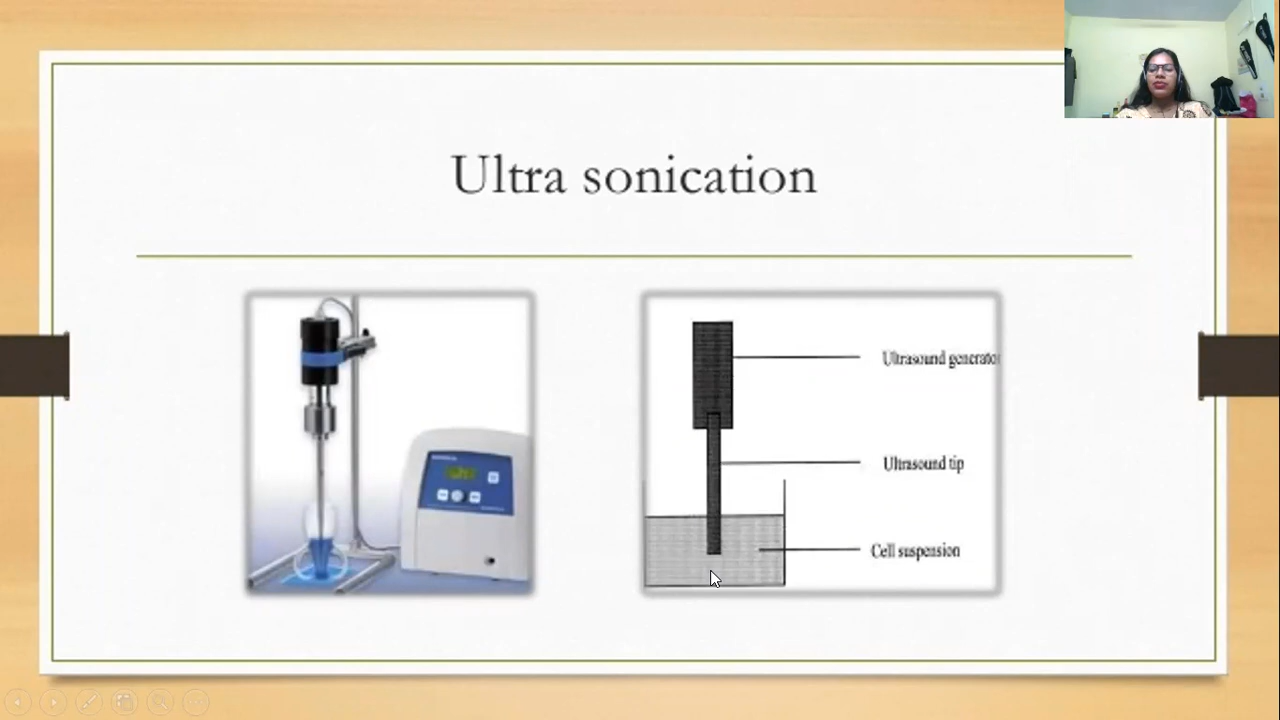 Ultra sonication
Ultrasound generator
Ultrasound tip
Cell suspension